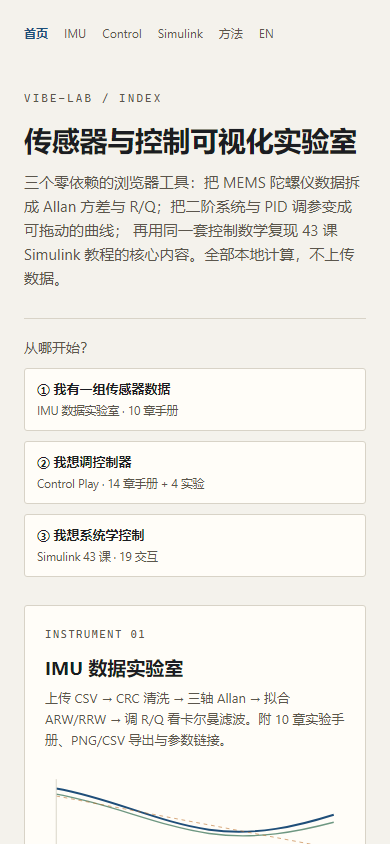 首页 IMU Control Simulink 方法 EN
VIBE-LAB / INDEX
传感器与控制可视化实验室
三个零依赖的浏览器工具：把 MEMS 陀螺仪数据拆
成 Allan 方差与 R/Q；把二阶系统与 PID 调参变成
可拖动的曲线； 再用同一套控制数学复现 43 课
Simulink 教程的核心内容。全部本地计算，不上传
数据。
从哪开始？
① 我有一组传感器数据
IMU 数据实验室 · 10 章手册
② 我想调控制器
Control Play · 14 章手册 + 4 实验
③ 我想系统学控制
Simulink 43 课 · 19 交互
INSTRUMENT 01
IMU 数据实验室
上传 CSV → CRC 清洗 → 三轴 Allan → 拟合
ARW/RRW → 调 R/Q 看卡尔曼滤波。附 10 章实验手
册、PNG/CSV 导出与参数链接。